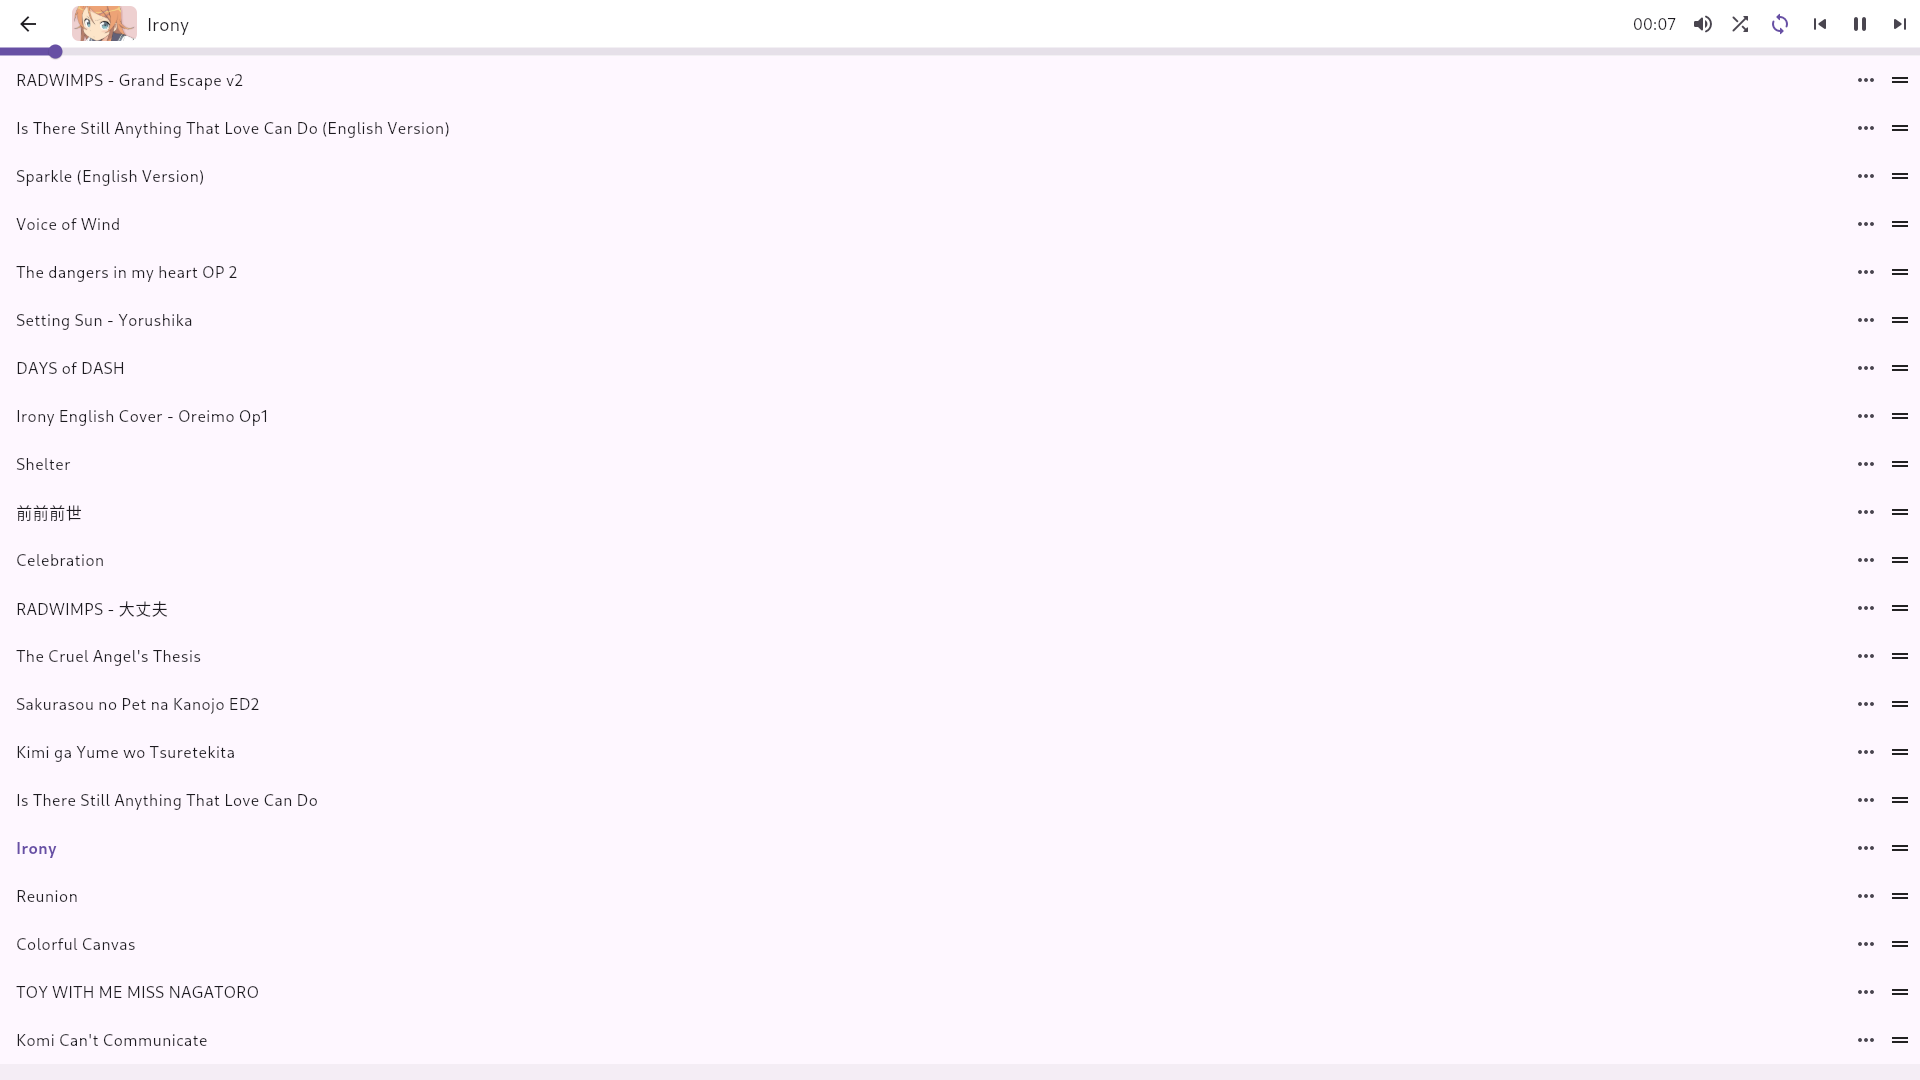 Irony
00:07
RADWIMPS - Grand Escape v2
Is There Still Anything That Love Can Do (English Version)
Sparkle (English Version)
Voice of Wind
The dangers in my heart OP 2
Setting Sun - Yorushika
DAYS of DASH
Irony English Cover - Oreimo Op1
Shelter
前前前世
Celebration
RADWIMPS - 大丈夫
The Cruel Angel's Thesis
Sakurasou no Pet na Kanojo ED2
Kimi ga Yume wo Tsuretekita
Is There Still Anything That Love Can Do
Irony
Reunion
Colorful Canvas
TOY WITH ME MISS NAGATORO
Komi Can't Communicate